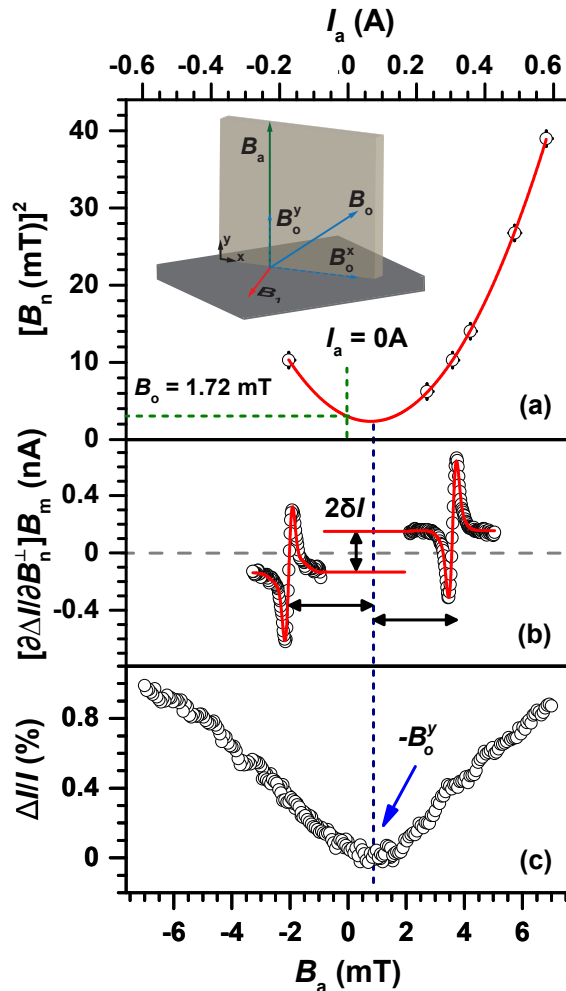 I_a (A)
-0.6 -0.4 -0.2 0 0.2 0.4 0.6
[B_n (mT)]²
40
30
20
10
0
B_a
B_o^y
B_o
B_o^x
y
x
I_a = 0A
B_o = 1.72 mT
(a)
[∂ΔI/∂B_n^⊥]B_m (nA)
0.4
0
-0.4
2δI
(b)
ΔI/I (%)
0.8
0.4
0
-B_o^y
(c)
-6 -4 -2 0 2 4 6
B_a (mT)